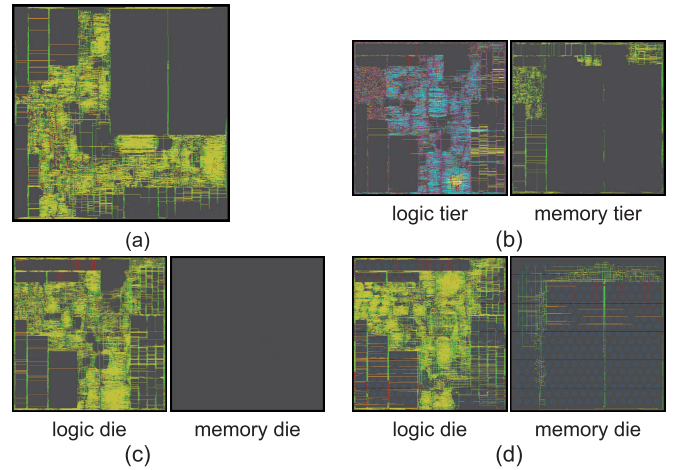 (a)
logic tier
memory tier
(b)
logic die
memory die
(c)
logic die
memory die
(d)